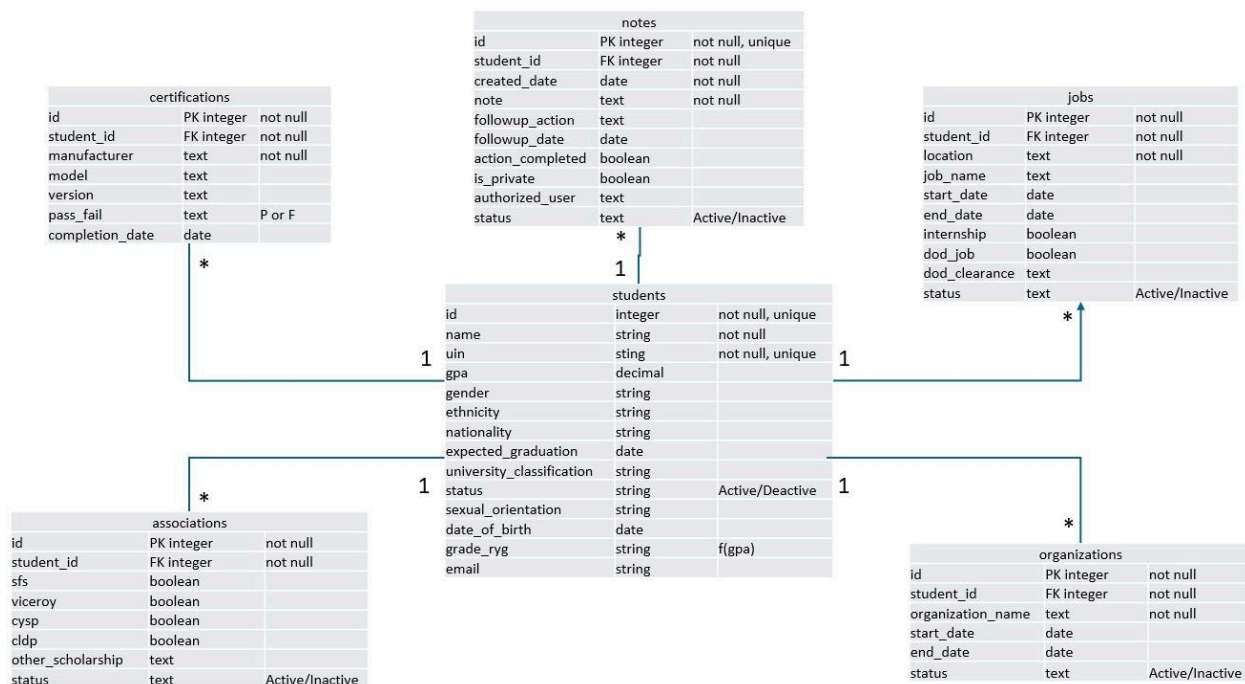 notes
id PK integer not null, unique
student_id FK integer not null
created_date date not null
note text not null
followup_action text
followup_date date
action_completed boolean
is_private boolean
authorized_user text
status text Active/Inactive
certifications
id PK integer not null
student_id FK integer not null
manufacturer text not null
model text
version text
pass_fail text P or F
completion_date date
jobs
id PK integer not null
student_id FK integer not null
location text not null
job_name text
start_date date
end_date date
internship boolean
dod_job boolean
dod_clearance text
status text Active/Inactive
*
*
1
*
students
id integer not null, unique
name string not null
uin sting not null, unique
gpa decimal
gender string
ethnicity string
nationality string
expected_graduation date
university_classification string
status string Active/Deactive
sexual_orientation string
date_of_birth date
grade_ryg string f(gpa)
email string
1
1
1
1
*
*
associations
id PK integer not null
student_id FK integer not null
sfs boolean
viceroy boolean
cysp boolean
cldp boolean
other_scholarship text
status text Active/Inactive
organizations
id PK integer not null
student_id FK integer not null
organization_name text not null
start_date date
end_date date
status text Active/Inactive